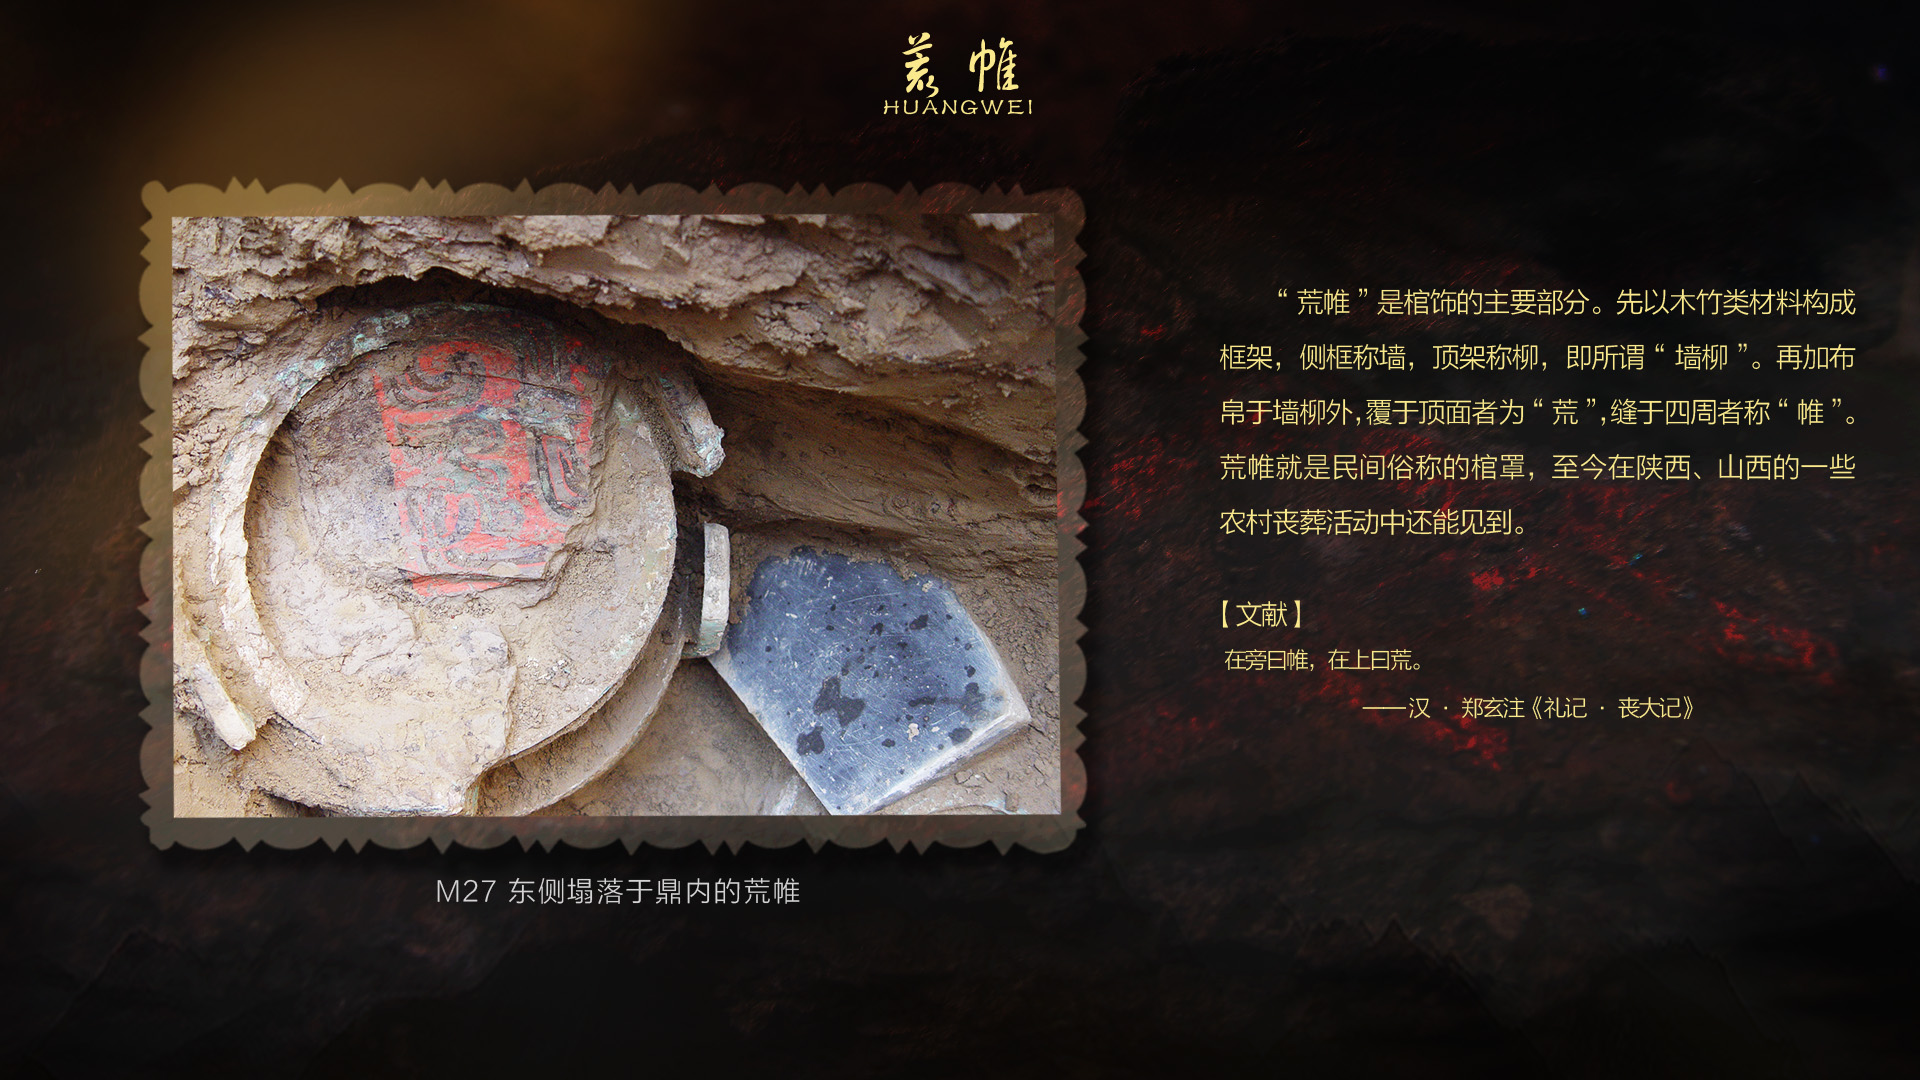 荒帷
HUANGWEI
“荒帷”是棺饰的主要部分。先以木竹类材料构成
框架，侧框称墙，顶架称柳，即所谓“墙柳”。再加布
帛于墙柳外，覆于顶面者为“荒”，缝于四周者称“帷”。
荒帷就是民间俗称的棺罩，至今在陕西、山西的一些
农村丧葬活动中还能见到。
【文献】
在旁曰帷，在上曰荒。
——汉·郑玄注《礼记·丧大记》
M27 东侧塌落于鼎内的荒帷